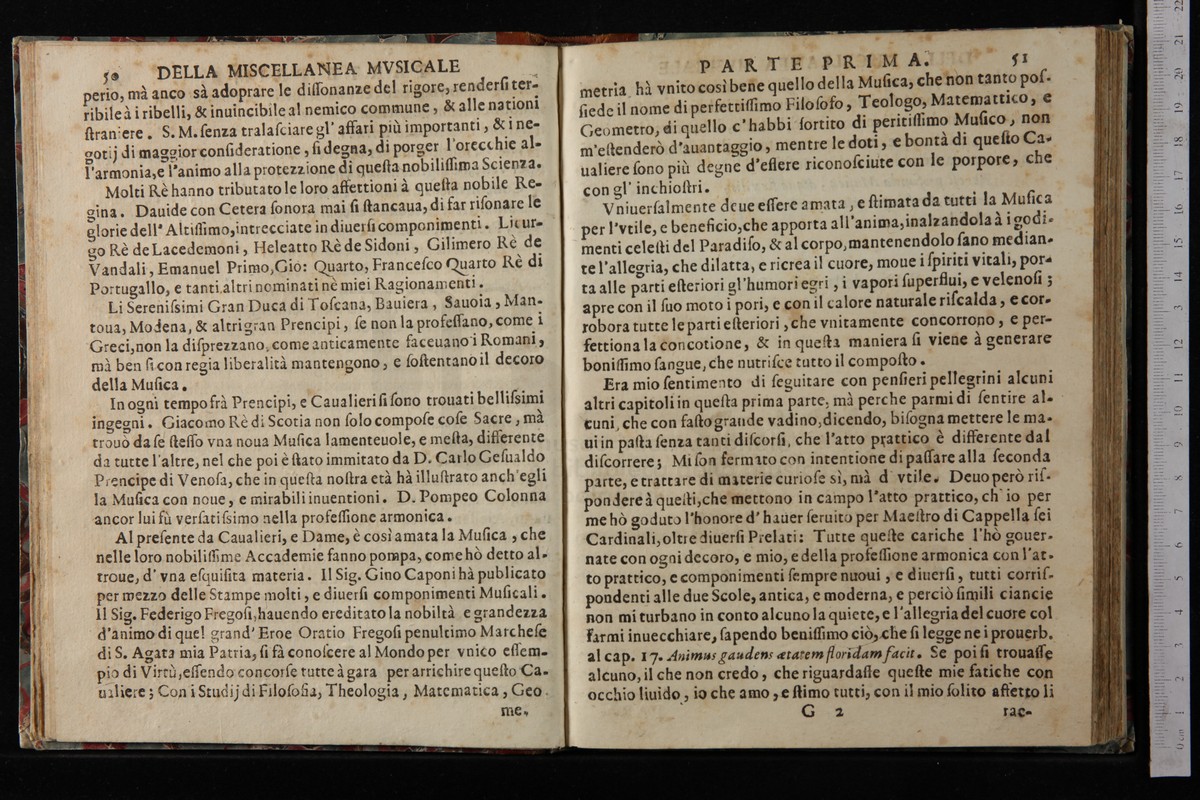 50 DELLA MISCELLANEA MVSICALE
perio, mà anco sà adoprare le dissonanze del rigore, rendersi ter-
ribile à i ribelli, & inuincibile al nemico commune, & alle nationi
straniere. S. M. senza tralasciare gl' affari più importanti, & i ne-
gotij di maggior consideratione, si degna, di porger l'orecchie al-
l'armonia, e l'animo alla protezzione di questa nobilissima Scienza.
Molti Rè hanno tributato le loro affettioni à questa nobile Re-
gina. Dauide con Cetera sonora mai si stancaua, di far risonare le
glorie dell' Altissimo, intrecciate in diuersi componimenti. Licur-
go Rè de Lacedemoni, Heleatto Rè de Sidoni, Gilimero Rè de
Vandali, Emanuel Primo, Gio: Quarto, Francesco Quarto Rè di
Portugallo, e tanti altri nominati nè miei Ragionamenti.
Li Serenissimi Gran Duca di Toscana, Bauiera, Sauoia, Man-
toua, Modena, & altri gran Prencipi, se non la professano, come i
Greci, non la disprezzano, come anticamente faceuano i Romani,
mà ben si con regia liberalità mantengono, e sostentano il decoro
della Musica.
In ogni tempo frà Prencipi, e Caualieri si sono trouati bellissimi
ingegni. Giacomo Rè di Scotia non solo compose cose Sacre, mà
trouò da se stesso vna noua Musica lamenteuole, e mesta, differente
da tutte l'altre, nel che poi è stato immitato da D. Carlo Gesualdo
Prencipe di Venosa, che in questa nostra età hà illustrato anch'egli
la Musica con noue, e mirabili inuentioni. D. Pompeo Colonna
ancor lui fù versatissimo nella professione armonica.
Al presente da Caualieri, e Dame, è così amata la Musica, che
nelle loro nobilissime Accademie fanno pompa, come hò detto al-
troue, d' vna esquisita materia. Il Sig. Gino Caponi hà publicato
per mezzo delle Stampe molti, e diuersi componimenti Musicali.
Il Sig. Federigo Fregosi, hauendo ereditato la nobiltà e grandezza
d'animo di quel grand' Eroe Oratio Fregosi penultimo Marchese
di S. Agata mia Patria, si fà conoscere al Mondo per vnico essem-
pio di Virtù, essendo concorse tutte à gara per arrichire questo Ca-
ualiere; Con i Studij di Filosofia, Theologia, Matematica, Geo
me-
PARTE PRIMA. 51
metria hà vnito così bene quello della Musica, che non tanto pos-
siede il nome di perfettissimo Filosofo, Teologo, Matemattico, e
Geometro, di quello c'habbi sortito di peritissimo Musico, non
m'estenderò d'auantaggio, mentre le doti, e bontà di questo Ca-
ualiere sono più degne d'essere riconosciute con le porpore, che
con gl' inchiostri.
Vniuersalmente deue essere amata, e stimata da tutti la Musica
per l'vtile, e beneficio, che apporta all'anima, inalzandola à i godi-
menti celesti del Paradiso, & al corpo, mantenendolo sano median-
te l'allegria, che dilatta, e ricrea il cuore, moue i spiriti vitali, por-
ta alle parti esteriori gl'humori egri, i vapori superflui, e velenosi;
apre con il suo moto i pori, e con il calore naturale riscalda, e cor-
robora tutte le parti esteriori, che vnitamente concorrono, e per-
fettiona la concotione, & in questa maniera si viene à generare
bonissimo sangue, che nutrisce tutto il composto.
Era mio sentimento di seguitare con pensieri pellegrini alcuni
altri capitoli in questa prima parte, mà perche parmi di sentire al-
cuni, che con fasto grande vadino, dicendo, bisogna mettere le ma-
ui in pasta senza tanti discorsi, che l'atto prattico è differente dal
discorrere; Mi son fermato con intentione di passare alla seconda
parte, e trattare di materie curiose sì, mà d vtile. Deuo però ris-
pondere à questi, che mettono in campo l'atto prattico, ch' io per
me hò goduto l'honore d' hauer seruito per Maestro di Cappella sei
Cardinali, oltre diuersi Prelati: Tutte queste cariche l'hò gouer-
nate con ogni decoro, e mio, e della professione armonica con l'at-
to prattico, e componimenti sempre nuoui, e diuersi, tutti corris-
pondenti alle due Scole, antica, e moderna, e perciò simili ciancie
non mi turbano in conto alcuno la quiete, e l'allegria del cuore col
farmi inuecchiare, sapendo benissimo ciò, che si legge ne i prouerb.
al cap. 17. Animus gaudens ætatem floridam facit. Se poi si trouasse
alcuno, il che non credo, che riguardasse queste mie fatiche con
occhio liuido, io che amo, e stimo tutti, con il mio solito affetto li
G 2 rac-
0 cm 1 2 3 4 5 6 7 8 9 10 11 12 13 14 15 16 17 18 19 20 21 22